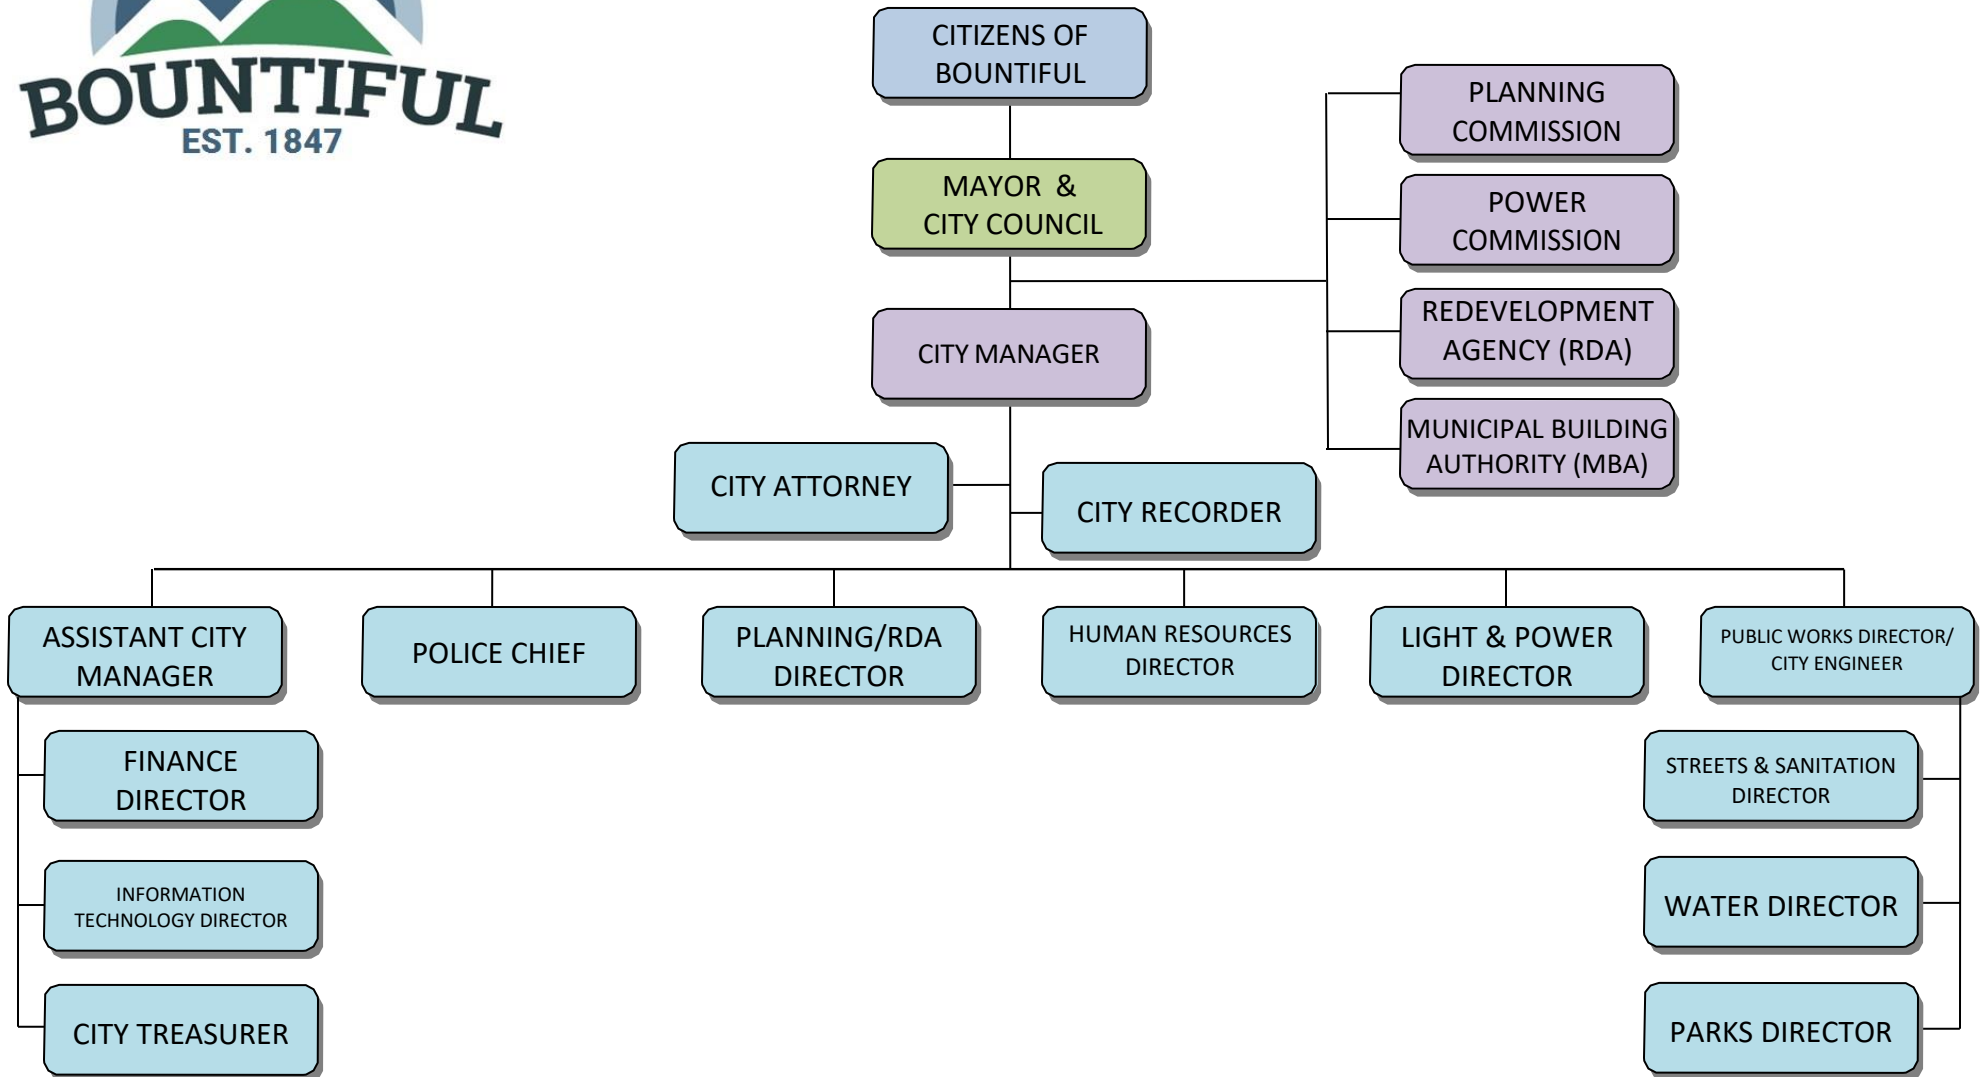 BOUNTIFUL
EST. 1847
CITIZENS OF
BOUNTIFUL
MAYOR &
CITY COUNCIL
CITY MANAGER
PLANNING
COMMISSION
POWER
COMMISSION
REDEVELOPMENT
AGENCY (RDA)
MUNICIPAL BUILDING
AUTHORITY (MBA)
CITY ATTORNEY
CITY RECORDER
ASSISTANT CITY
MANAGER
POLICE CHIEF
PLANNING/RDA
DIRECTOR
HUMAN RESOURCES
DIRECTOR
LIGHT & POWER
DIRECTOR
PUBLIC WORKS DIRECTOR/
CITY ENGINEER
FINANCE
DIRECTOR
INFORMATION
TECHNOLOGY DIRECTOR
CITY TREASURER
STREETS & SANITATION
DIRECTOR
WATER DIRECTOR
PARKS DIRECTOR